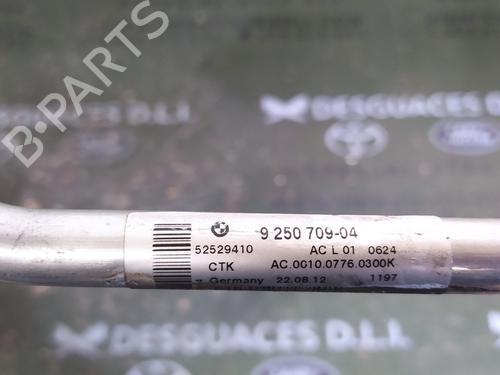 B-PARTS
DESGUACES D.L.I.
DESGUACES D.L.I.
9 250 709-04
52529410 AC L 01 0624
CTK AC.0010.0776.0300K
Germany 22.08.12 1197
DESGUACES D.L.I.